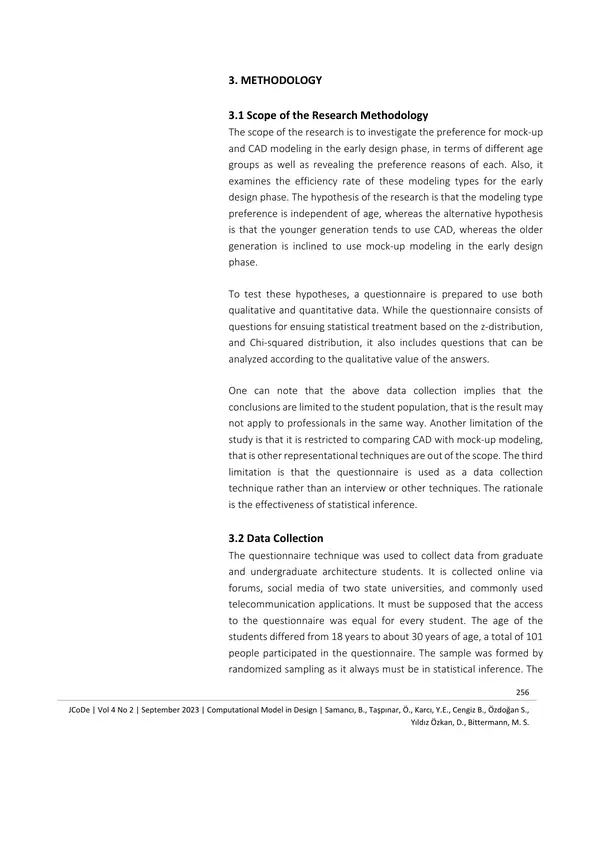 3. METHODOLOGY
3.1 Scope of the Research Methodology
The scope of the research is to investigate the preference for mock-up
and CAD modeling in the early design phase, in terms of different age
groups as well as revealing the preference reasons of each. Also, it
examines the efficiency rate of these modeling types for the early
design phase. The hypothesis of the research is that the modeling type
preference is independent of age, whereas the alternative hypothesis
is that the younger generation tends to use CAD, whereas the older
generation is inclined to use mock-up modeling in the early design
phase.
To test these hypotheses, a questionnaire is prepared to use both
qualitative and quantitative data. While the questionnaire consists of
questions for ensuing statistical treatment based on the z-distribution,
and Chi-squared distribution, it also includes questions that can be
analyzed according to the qualitative value of the answers.
One can note that the above data collection implies that the
conclusions are limited to the student population, that is the result may
not apply to professionals in the same way. Another limitation of the
study is that it is restricted to comparing CAD with mock-up modeling,
that is other representational techniques are out of the scope. The third
limitation is that the questionnaire is used as a data collection
technique rather than an interview or other techniques. The rationale
is the effectiveness of statistical inference.
3.2 Data Collection
The questionnaire technique was used to collect data from graduate
and undergraduate architecture students. It is collected online via
forums, social media of two state universities, and commonly used
telecommunication applications. It must be supposed that the access
to the questionnaire was equal for every student. The age of the
students differed from 18 years to about 30 years of age, a total of 101
people participated in the questionnaire. The sample was formed by
randomized sampling as it always must be in statistical inference. The
256
JCoDe | Vol 4 No 2 | September 2023 | Computational Model in Design | Samancı, B., Taşpınar, Ö., Karcı, Y.E., Cengiz B., Özdoğan S.,
Yıldız Özkan, D., Bittermann, M. S.